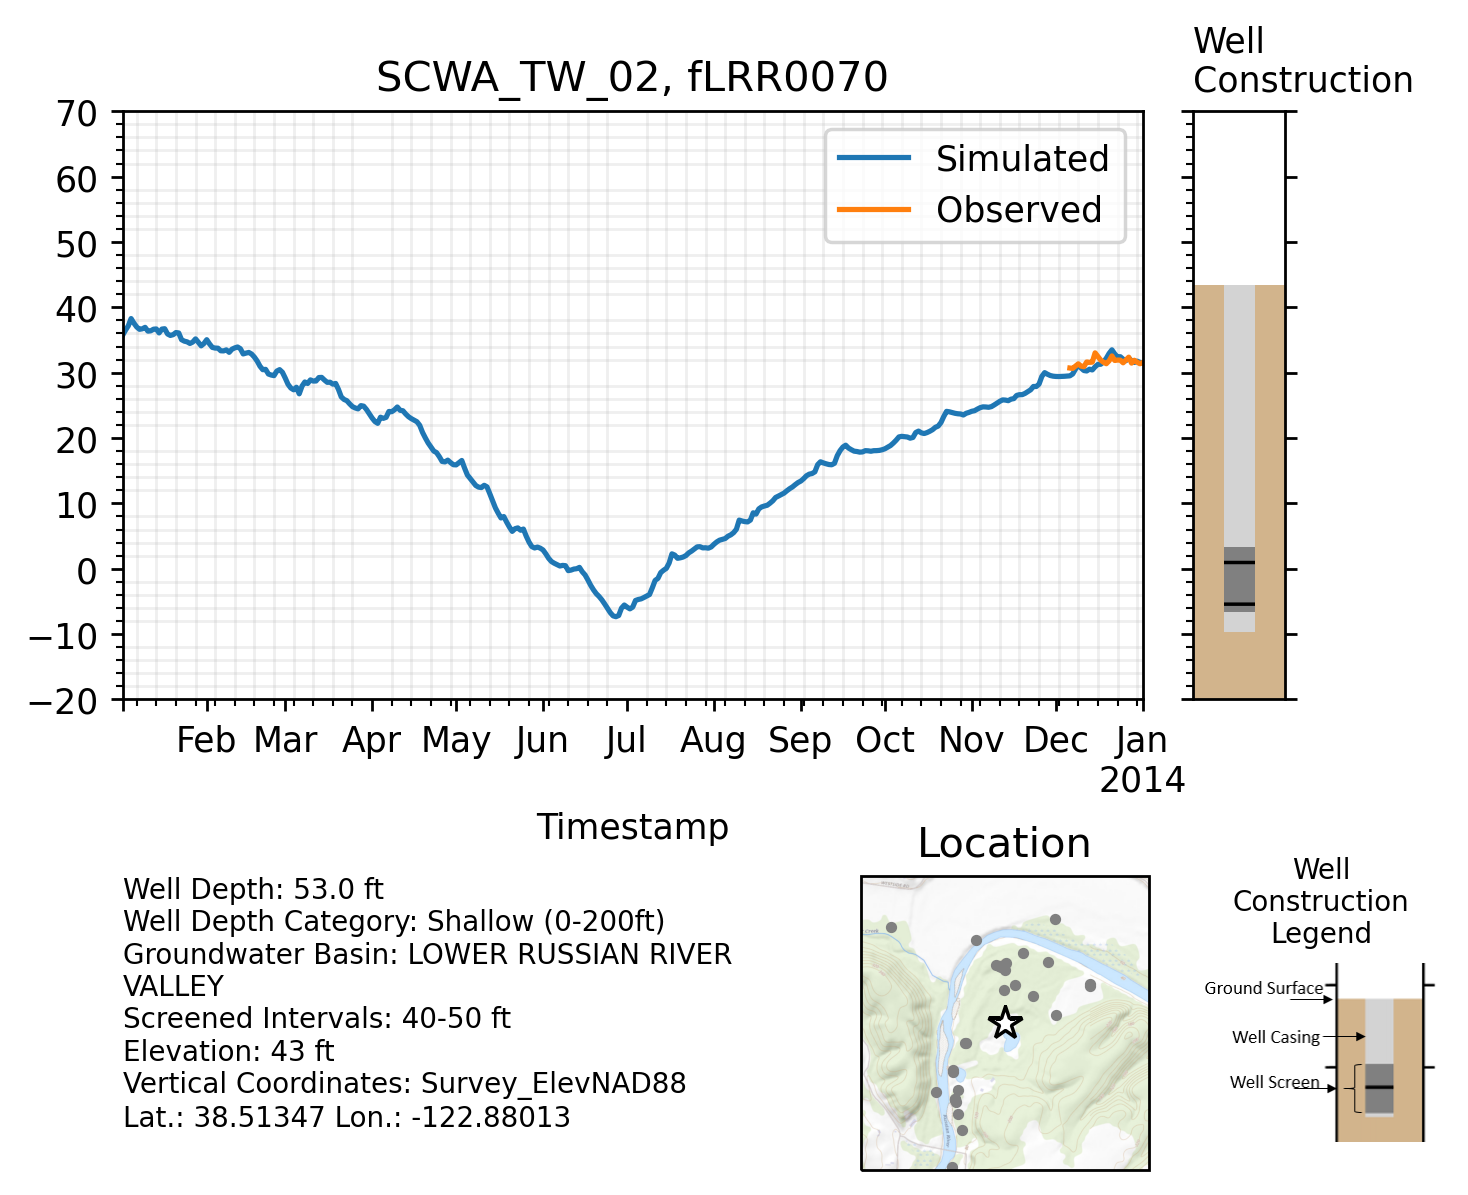 Well
Construction
SCWA_TW_02, fLRR0070
70
60
50
40
30
20
10
0
−10
−20
Simulated
Observed
Feb Mar Apr May Jun Jul Aug Sep Oct Nov Dec Jan
2014
Timestamp
Well Depth: 53.0 ft
Well Depth Category: Shallow (0-200ft)
Groundwater Basin: LOWER RUSSIAN RIVER
VALLEY
Screened Intervals: 40-50 ft
Elevation: 43 ft
Vertical Coordinates: Survey_ElevNAD88
Lat.: 38.51347 Lon.: -122.88013
Location
Well
Construction
Legend
Ground Surface
Well Casing
Well Screen